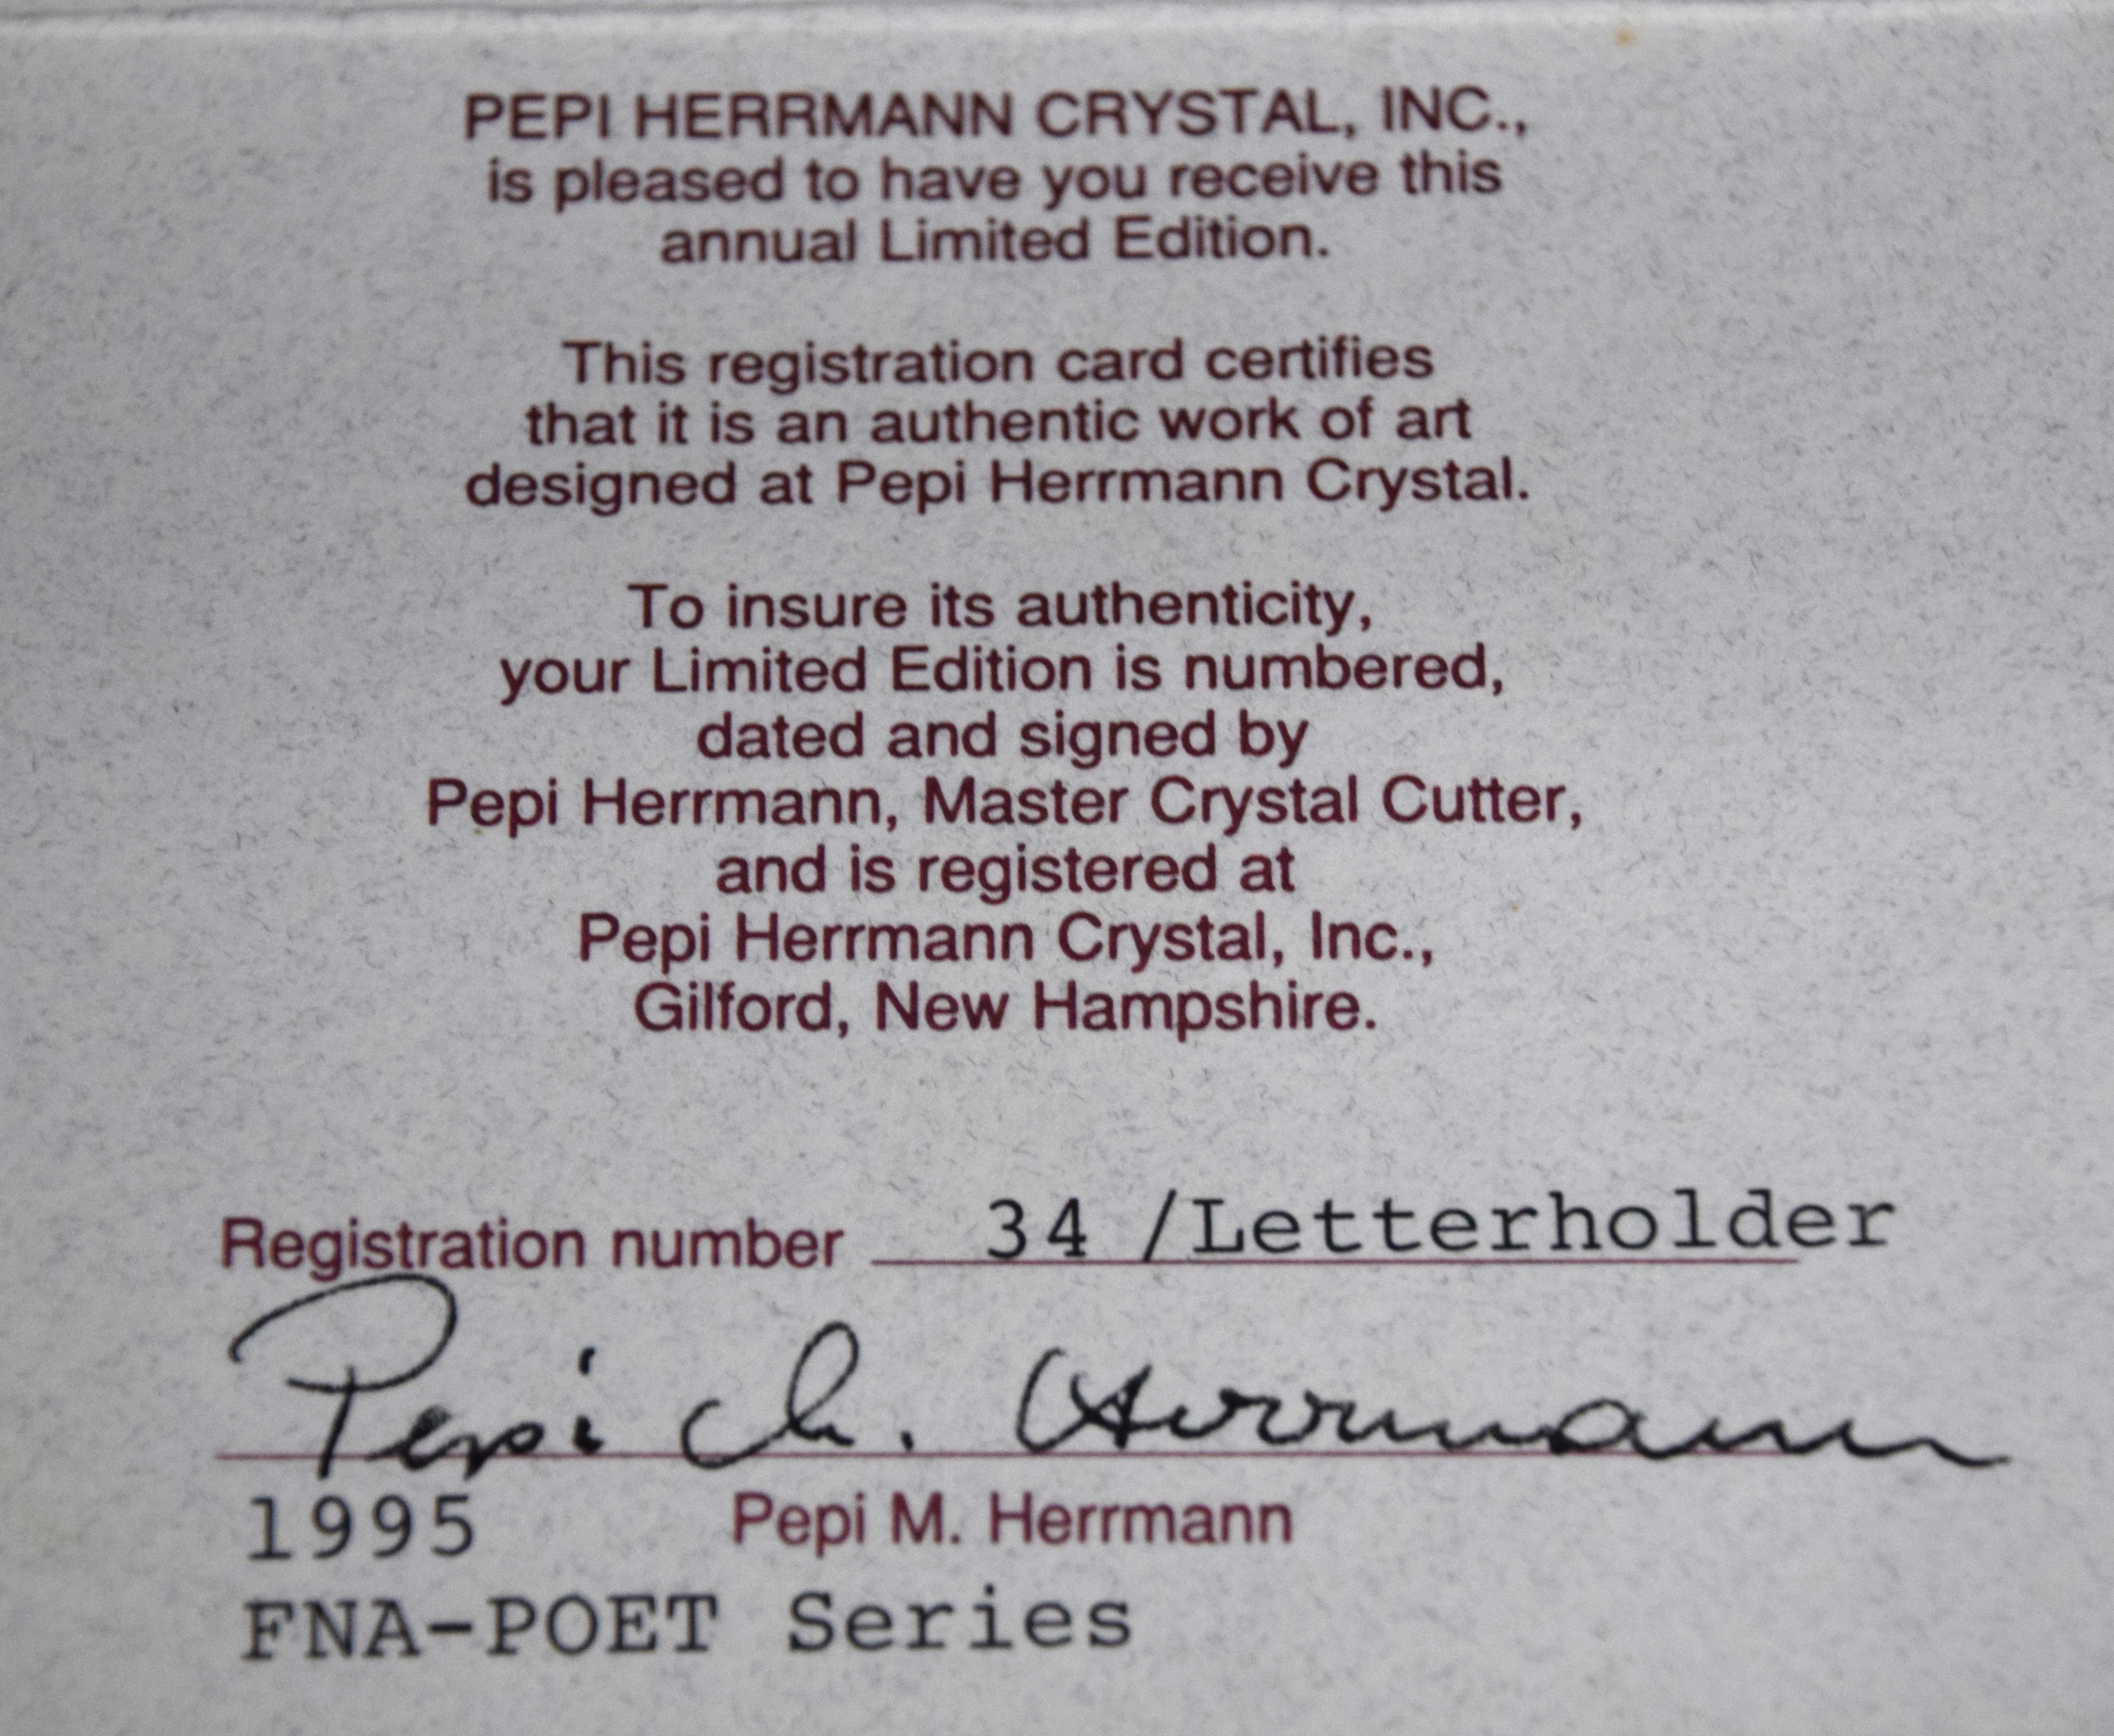 PEPI HERRMANN CRYSTAL, INC.,
is pleased to have you receive this
annual Limited Edition.
This registration card certifies
that it is an authentic work of art
designed at Pepi Herrmann Crystal.
To insure its authenticity,
your Limited Edition is numbered,
dated and signed by
Pepi Herrmann, Master Crystal Cutter,
and is registered at
Pepi Herrmann Crystal, Inc.,
Gilford, New Hampshire.
Registration number 34 /Letterholder
Pepi M. Herrmann
1995 Pepi M. Herrmann
FNA-POET Series